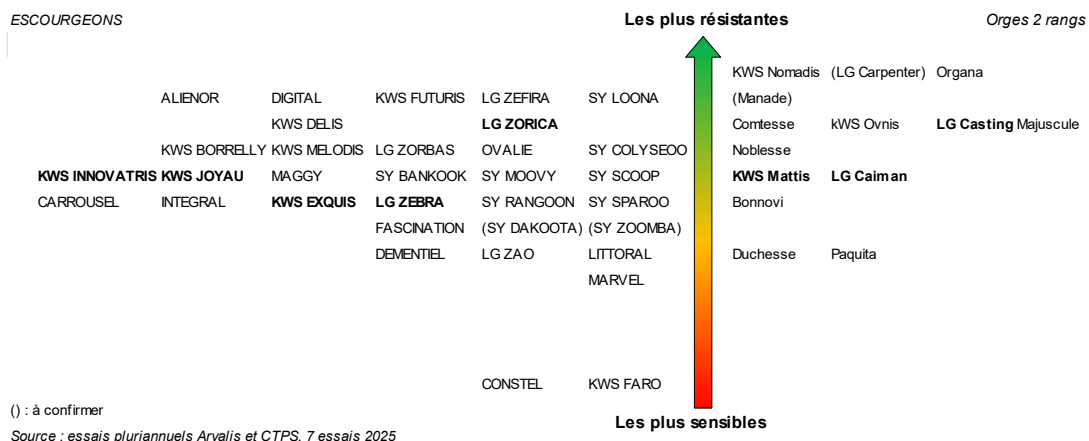 ESCOURGEONS Les plus résistantes Orges 2 rangs
KWS Nomadis (LG Carpenter) Organa
ALIENOR DIGITAL KWS FUTURIS LG ZEFIRA SY LOONA (Manade)
KWS DELIS LG ZORICA Comtesse kWS Ovnis LG Casting Majuscule
KWS BORRELLY KWS MELODIS LG ZORBAS OVALIE SY COLYSEOO Noblesse
KWS INNOVATRIS KWS JOYAU MAGGY SY BANKOOK SY MOOVY SY SCOOP KWS Mattis LG Caiman
CARROUSEL INTEGRAL KWS EXQUIS LG ZEBRA SY RANGOON SY SPAROO Bonnovi
FASCINATION (SY DAKOOTA) (SY ZOOMBA)
DEMENTIEL LG ZAO LITTORAL Duchesse Paquita
MARVEL
CONSTEL KWS FARO
() : à confirmer
Les plus sensibles
Source : essais pluriannuels Arvalis et CTPS, 7 essais 2025